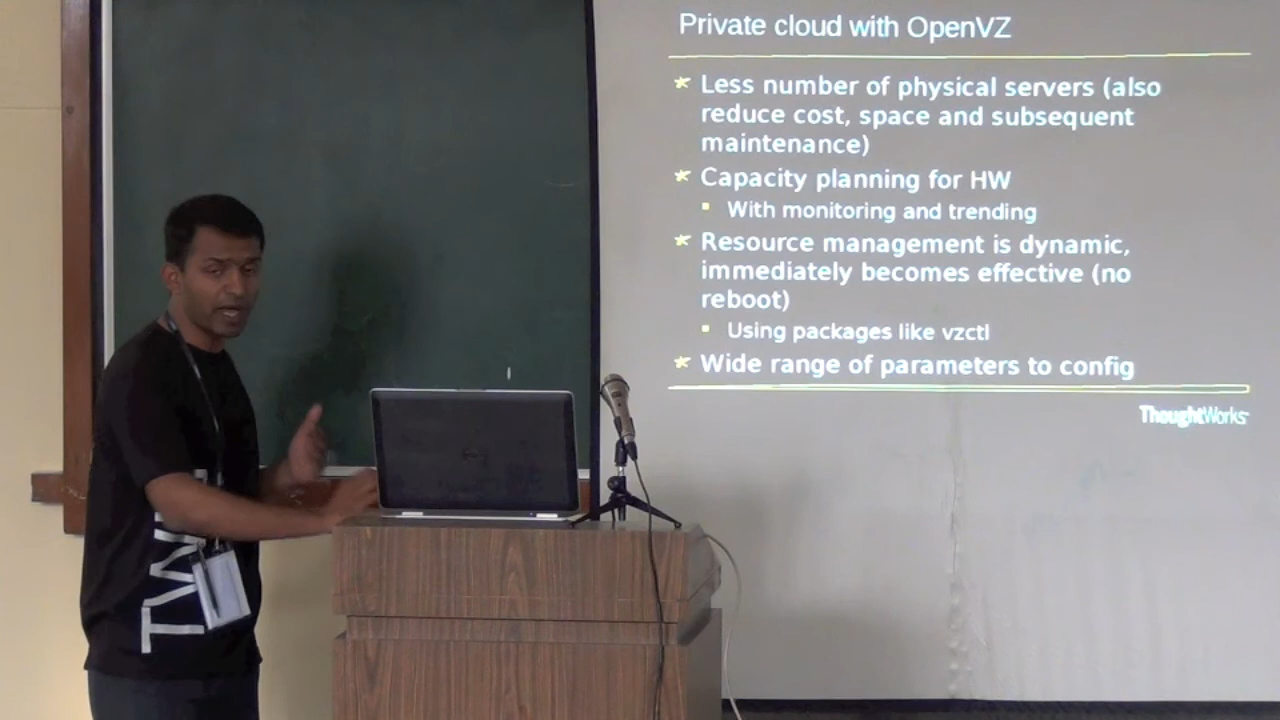 Private cloud with OpenVZ
Less number of physical servers (also
reduce cost, space and subsequent
maintenance)
Capacity planning for HW
With monitoring and trending
Resource management is dynamic,
immediately becomes effective (no
reboot)
Using packages like vzctl
Wide range of parameters to config
ThoughtWorks